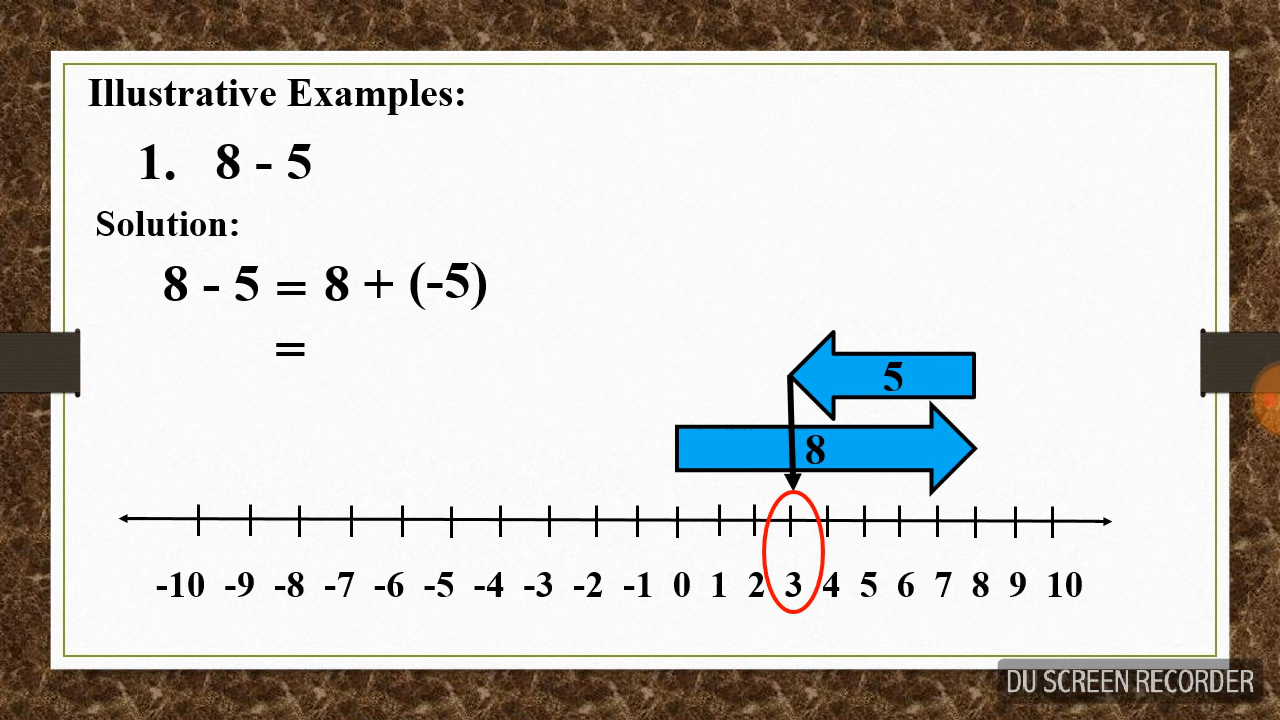 Illustrative Examples:
1. 8 - 5
Solution:
8 - 5 = 8 + (-5)
=
5
8
-10 -9 -8 -7 -6 -5 -4 -3 -2 -1 0 1 2 3 4 5 6 7 8 9 10
DU SCREEN RECORDER